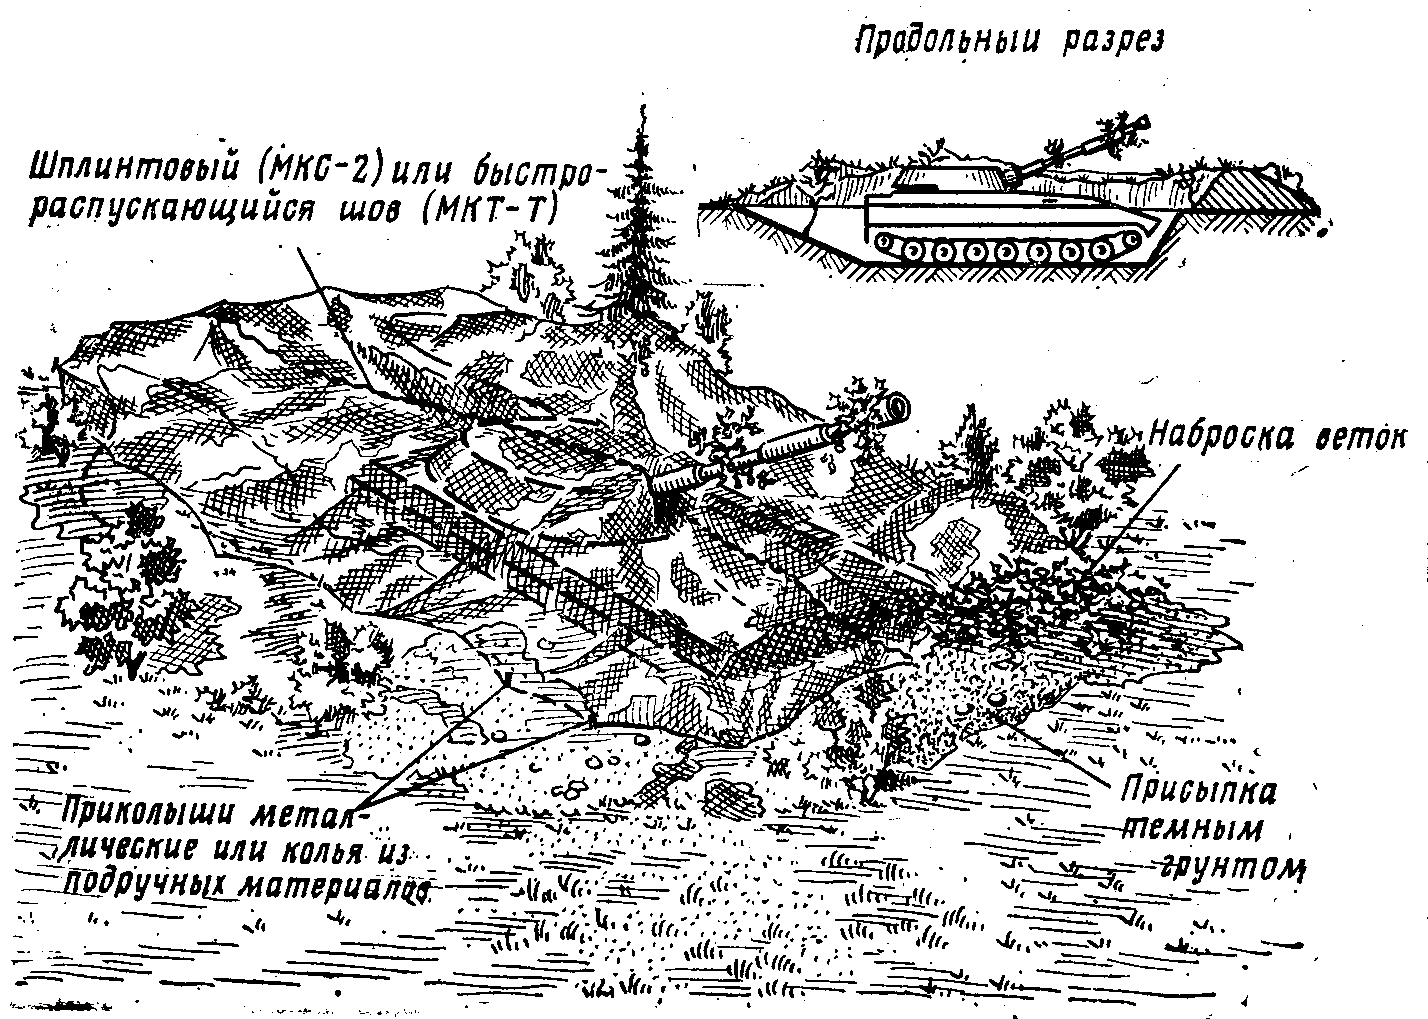 Продольный разрез
Шплинтовый (МКС-2) или быстро-
распускающийся шов (МКТ-Т)
Наброска веток
Приколыши метал-
лические или колья из
подручных материалов.
Присыпка
темным
грунтом